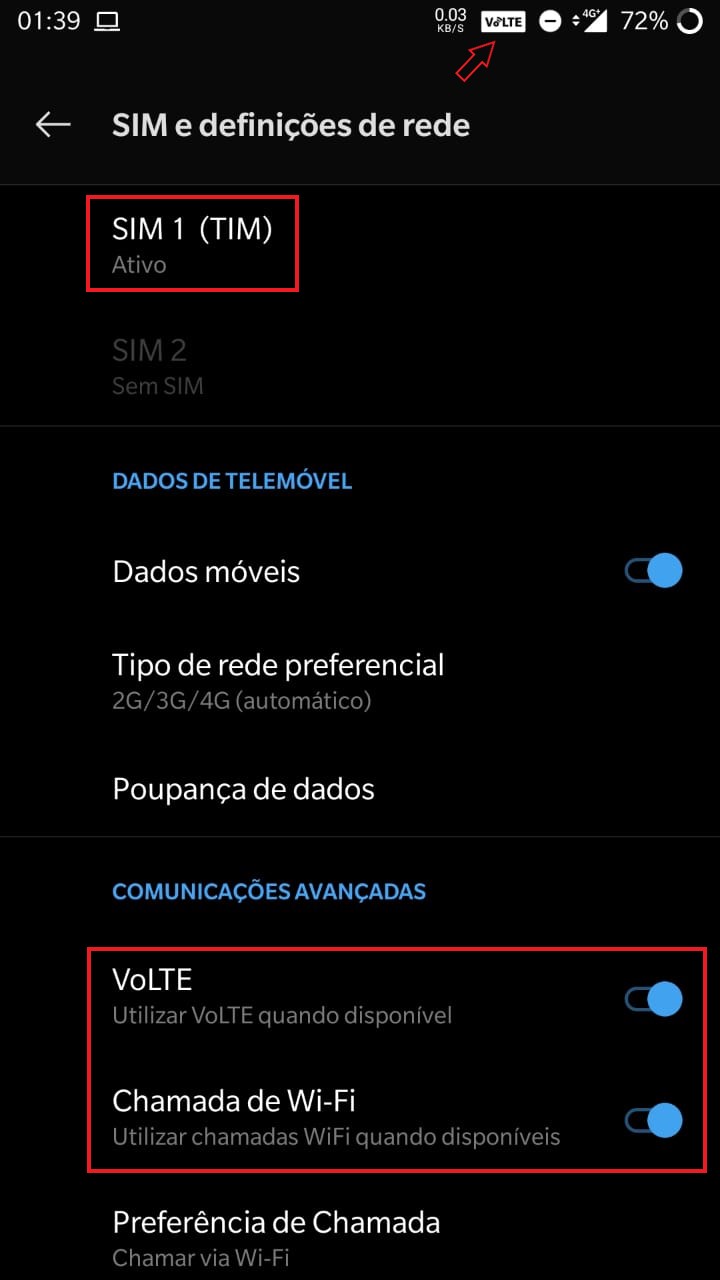 01:39
0.03
KB/S
VoLTE
4G+
72%
SIM e definições de rede
SIM 1 (TIM)
Ativo
SIM 2
Sem SIM
DADOS DE TELEMÓVEL
Dados móveis
Tipo de rede preferencial
2G/3G/4G (automático)
Poupança de dados
COMUNICAÇÕES AVANÇADAS
VoLTE
Utilizar VoLTE quando disponível
Chamada de Wi-Fi
Utilizar chamadas WiFi quando disponíveis
Preferência de Chamada
Chamar via Wi-Fi